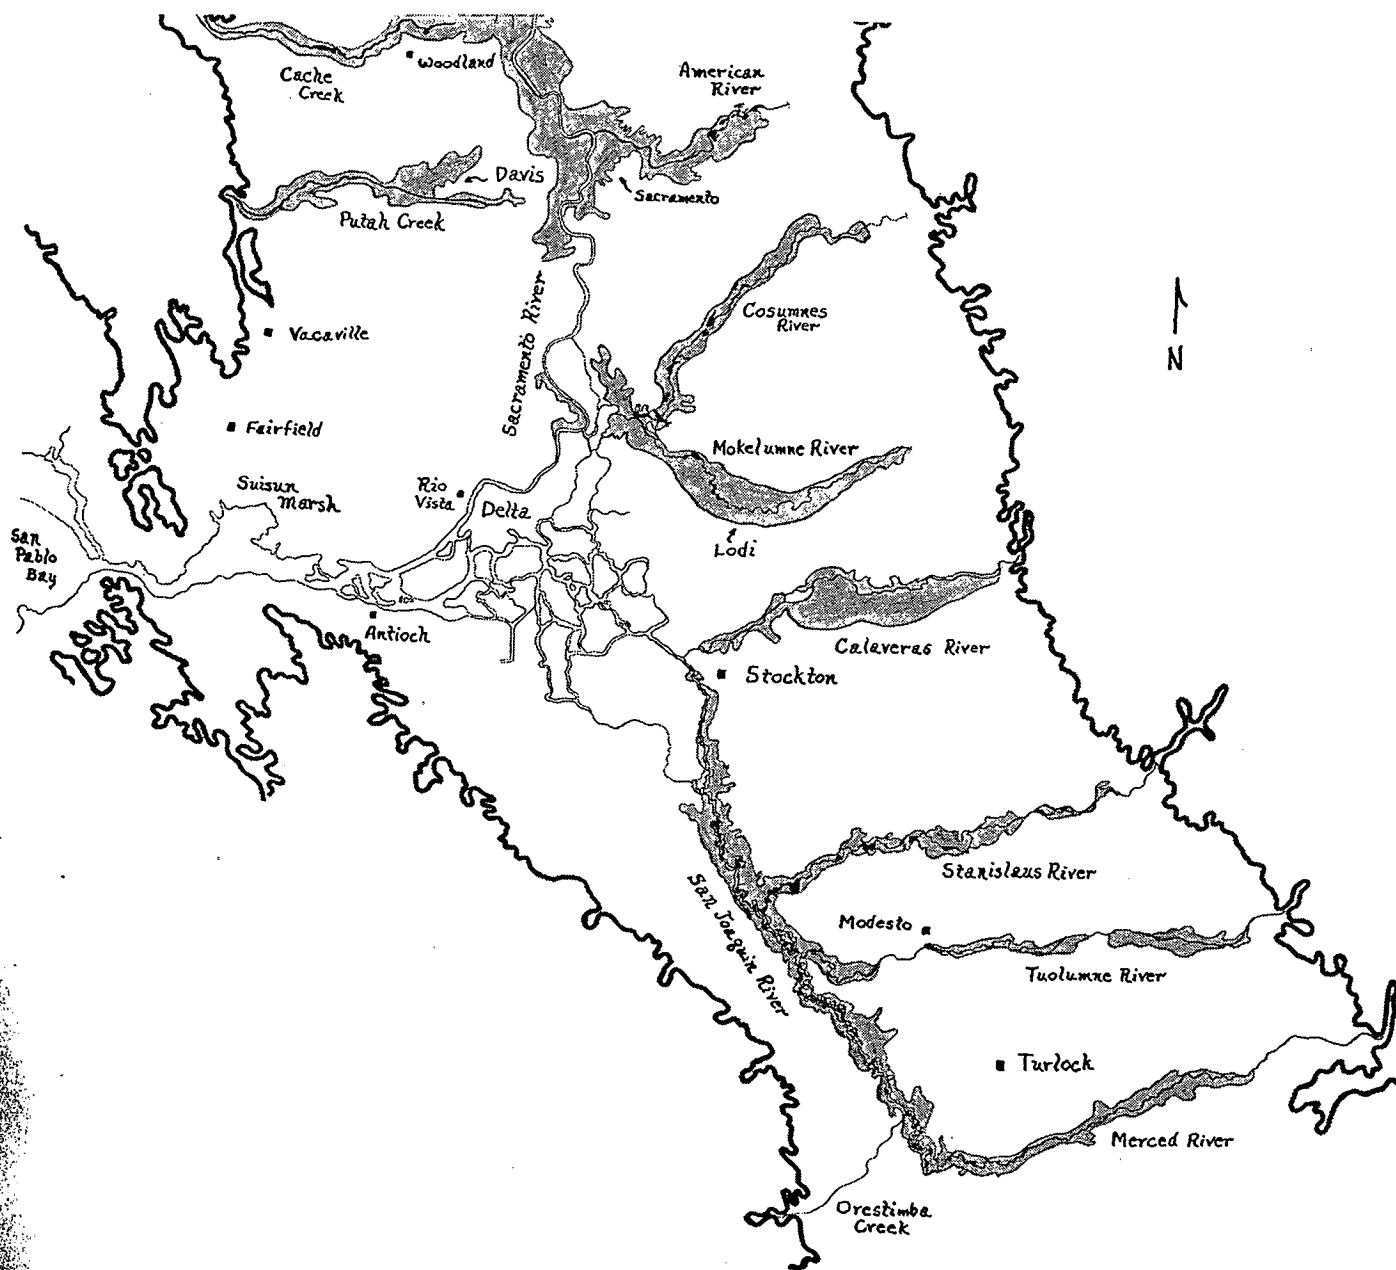 Woodland
Cache
Creek
American
River
Davis
Sacramento
Putah Creek
Sacramento River
Cosumnes
River
Vacaville
N
Fairfield
Mokelumne River
Suisun
Marsh
Rio
Vista
Delta
San
Pablo
Bay
Lodi
Antioch
Calaveras River
Stockton
Stanislaus River
San Joaquin River
Modesto
Tuolumne River
Turlock
Merced River
Orestimba
Creek